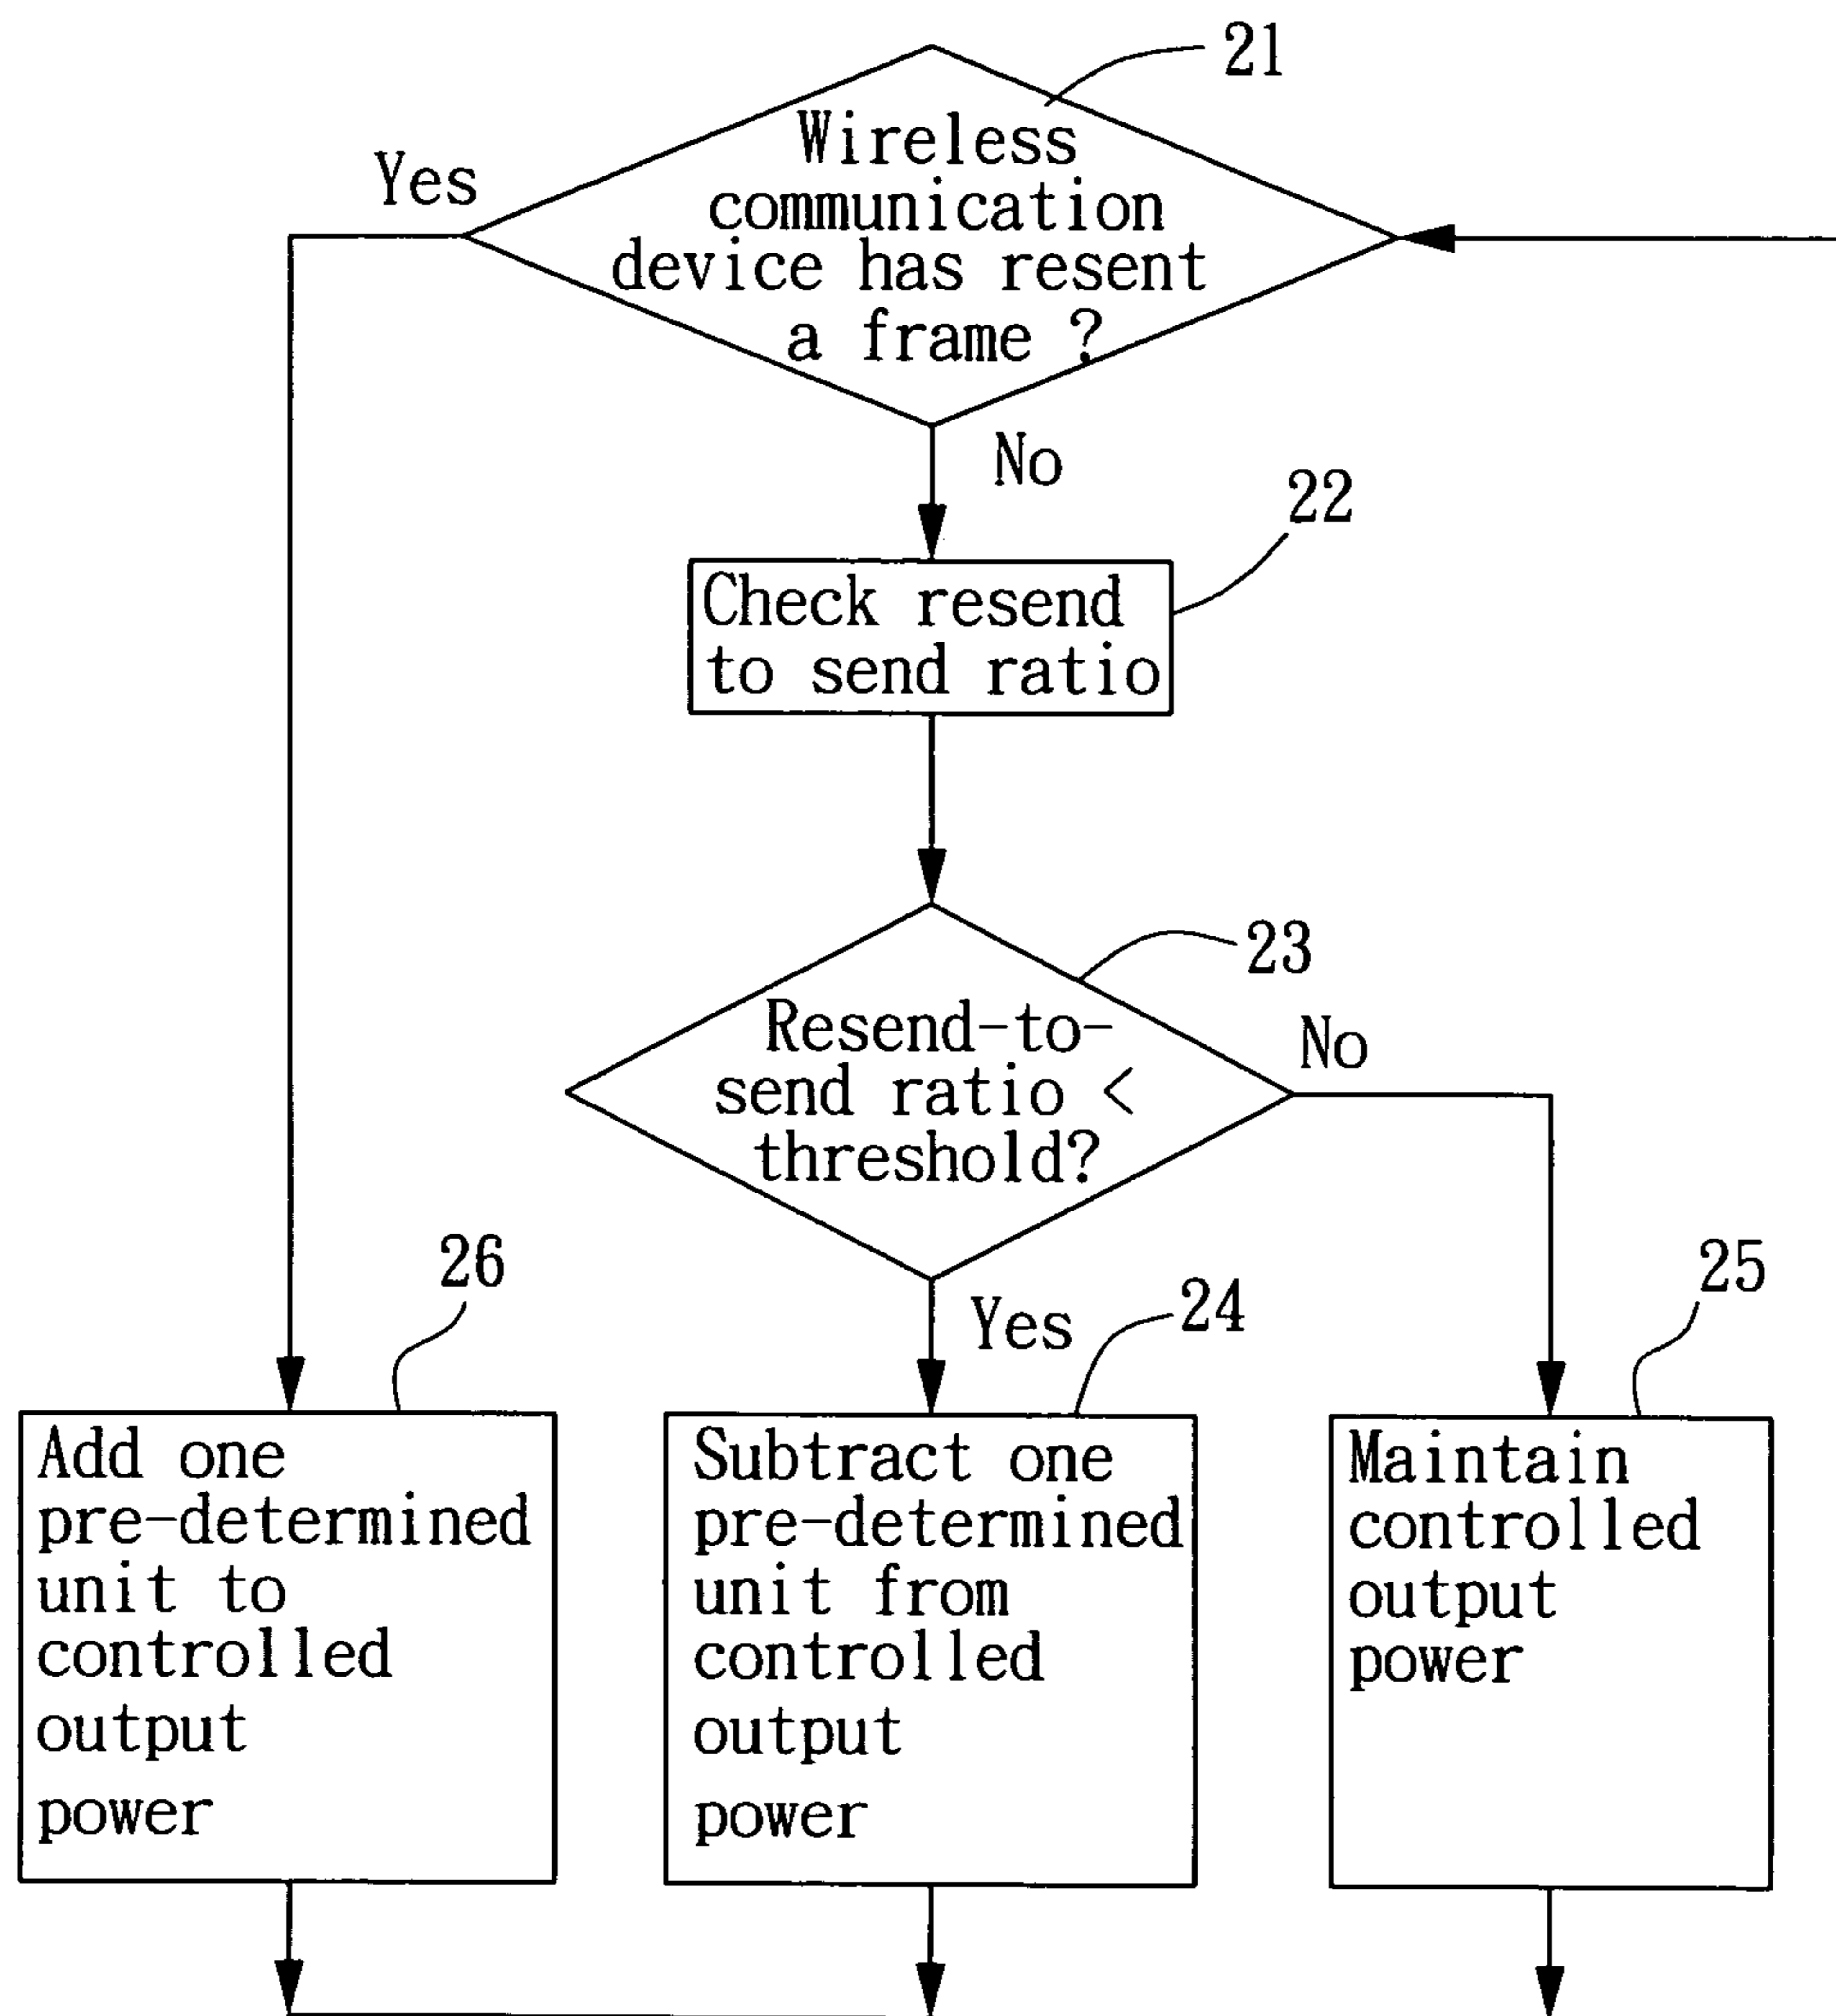 21
Wireless
communication
device has resent
a frame ?
Yes
No
22
Check resend
to send ratio
23
Resend-to-
send ratio <
threshold?
No
Yes
26
Add one
pre-determined
unit to
controlled
output
power
24
Subtract one
pre-determined
unit from
controlled
output
power
25
Maintain
controlled
output
power